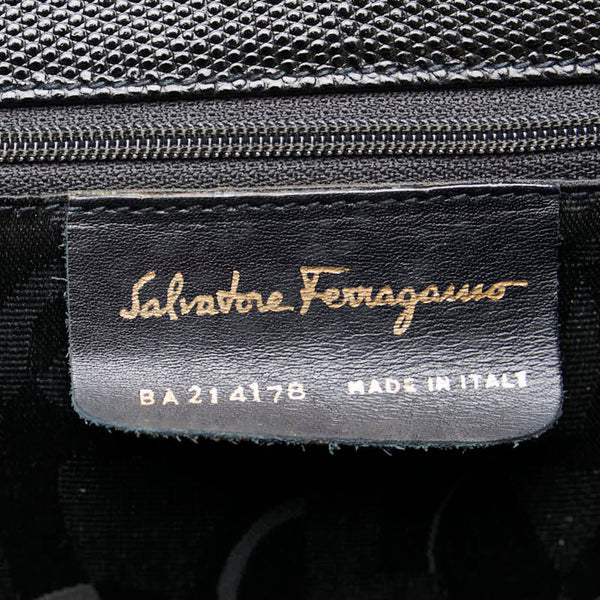 Salvatore Ferragamo
BA 21 4178 MADE IN ITALY